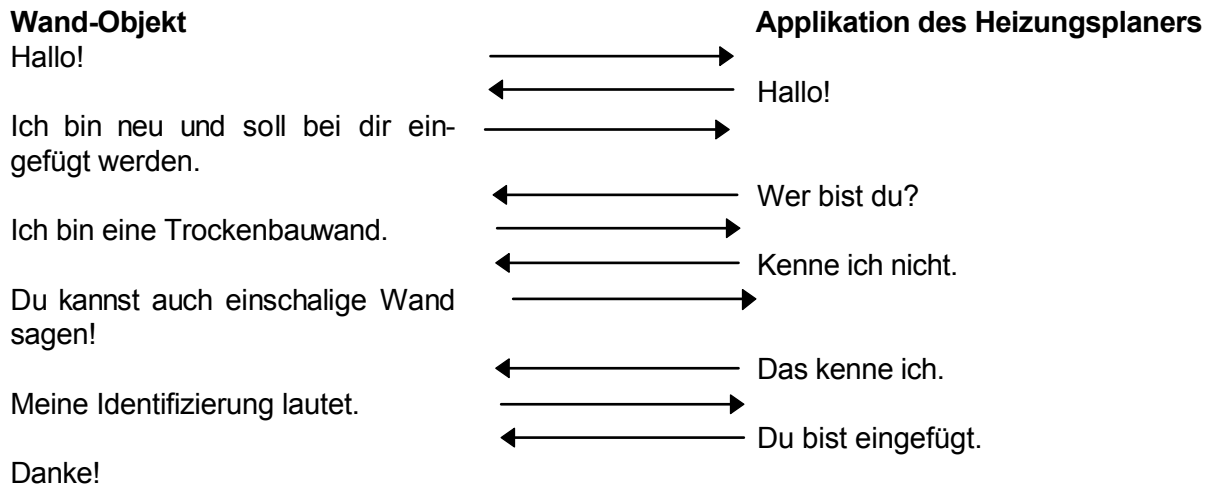 Wand-Objekt Applikation des Heizungsplaners
Hallo!
Hallo!
Ich bin neu und soll bei dir ein-
gefügt werden.
Wer bist du?
Ich bin eine Trockenbauwand.
Kenne ich nicht.
Du kannst auch einschalige Wand
sagen!
Das kenne ich.
Meine Identifizierung lautet.
Du bist eingefügt.
Danke!